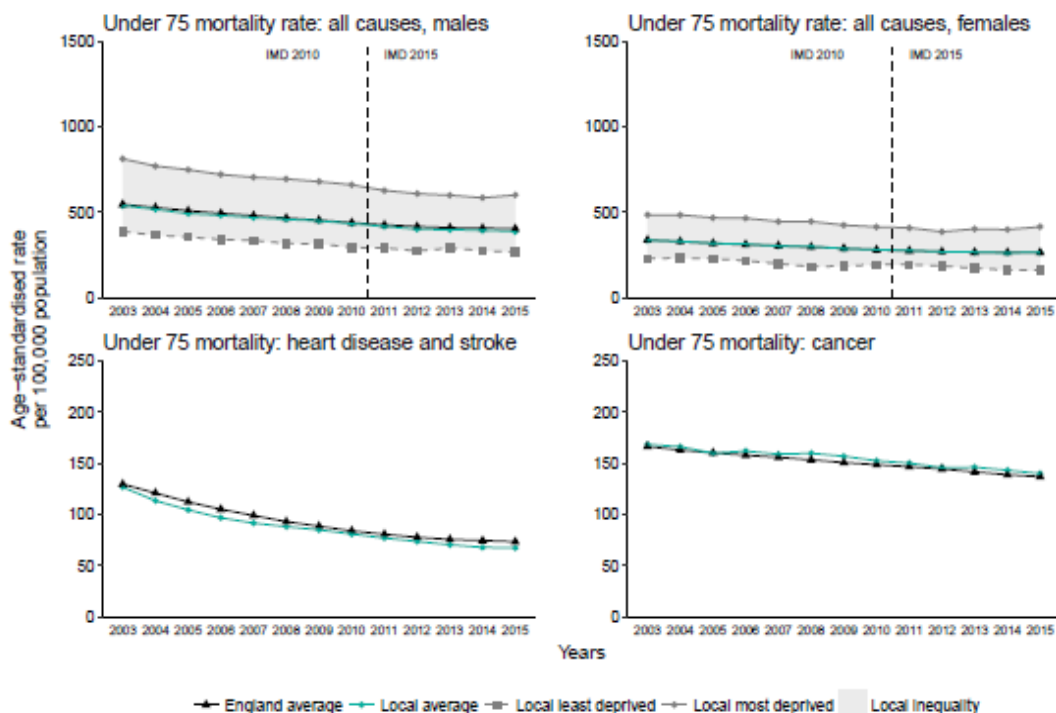 Under 75 mortality rate: all causes, males
1500
1000
500
0
IMD 2010
IMD 2015
2003 2004 2005 2006 2007 2008 2009 2010 2011 2012 2013 2014 2015
Under 75 mortality rate: all causes, females
1500
1000
500
0
IMD 2010
IMD 2015
2003 2004 2005 2006 2007 2008 2009 2010 2011 2012 2013 2014 2015
Age-standardised rate
per 100,000 population
Under 75 mortality: heart disease and stroke
250
200
150
100
50
0
2003 2004 2005 2006 2007 2008 2009 2010 2011 2012 2013 2014 2015
Under 75 mortality: cancer
250
200
150
100
50
0
2003 2004 2005 2006 2007 2008 2009 2010 2011 2012 2013 2014 2015
Years
England average
Local average
Local least deprived
Local most deprived
Local inequality